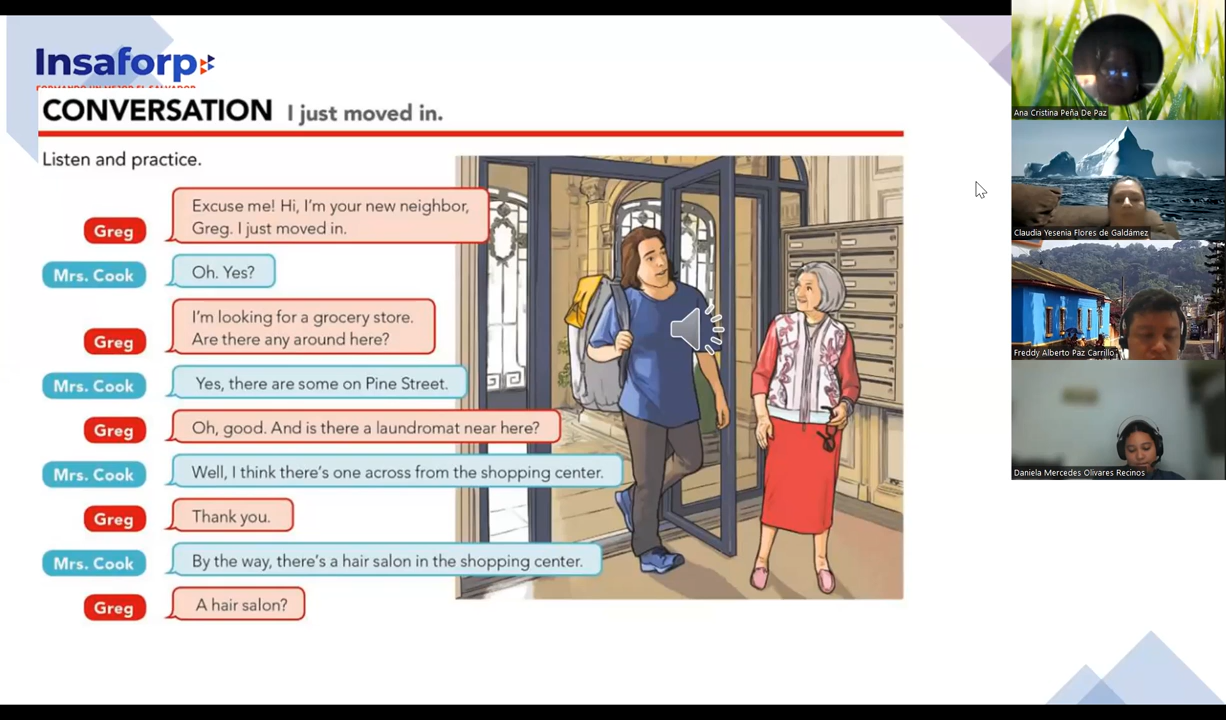 Insaforp
FORMANDO UN MEJOR EL SALVADOR
CONVERSATION I just moved in.
Listen and practice.
Greg
Excuse me! Hi, I'm your new neighbor,
Greg. I just moved in.
Mrs. Cook
Oh. Yes?
Greg
I'm looking for a grocery store.
Are there any around here?
Mrs. Cook
Yes, there are some on Pine Street.
Greg
Oh, good. And is there a laundromat near here?
Mrs. Cook
Well, I think there's one across from the shopping center.
Greg
Thank you.
Mrs. Cook
By the way, there's a hair salon in the shopping center.
Greg
A hair salon?
Ana Cristina Peña De Paz
Claudia Yesenia Flores de Galdámez
Freddy Alberto Paz Carrillo
Daniela Mercedes Olivares Recinos